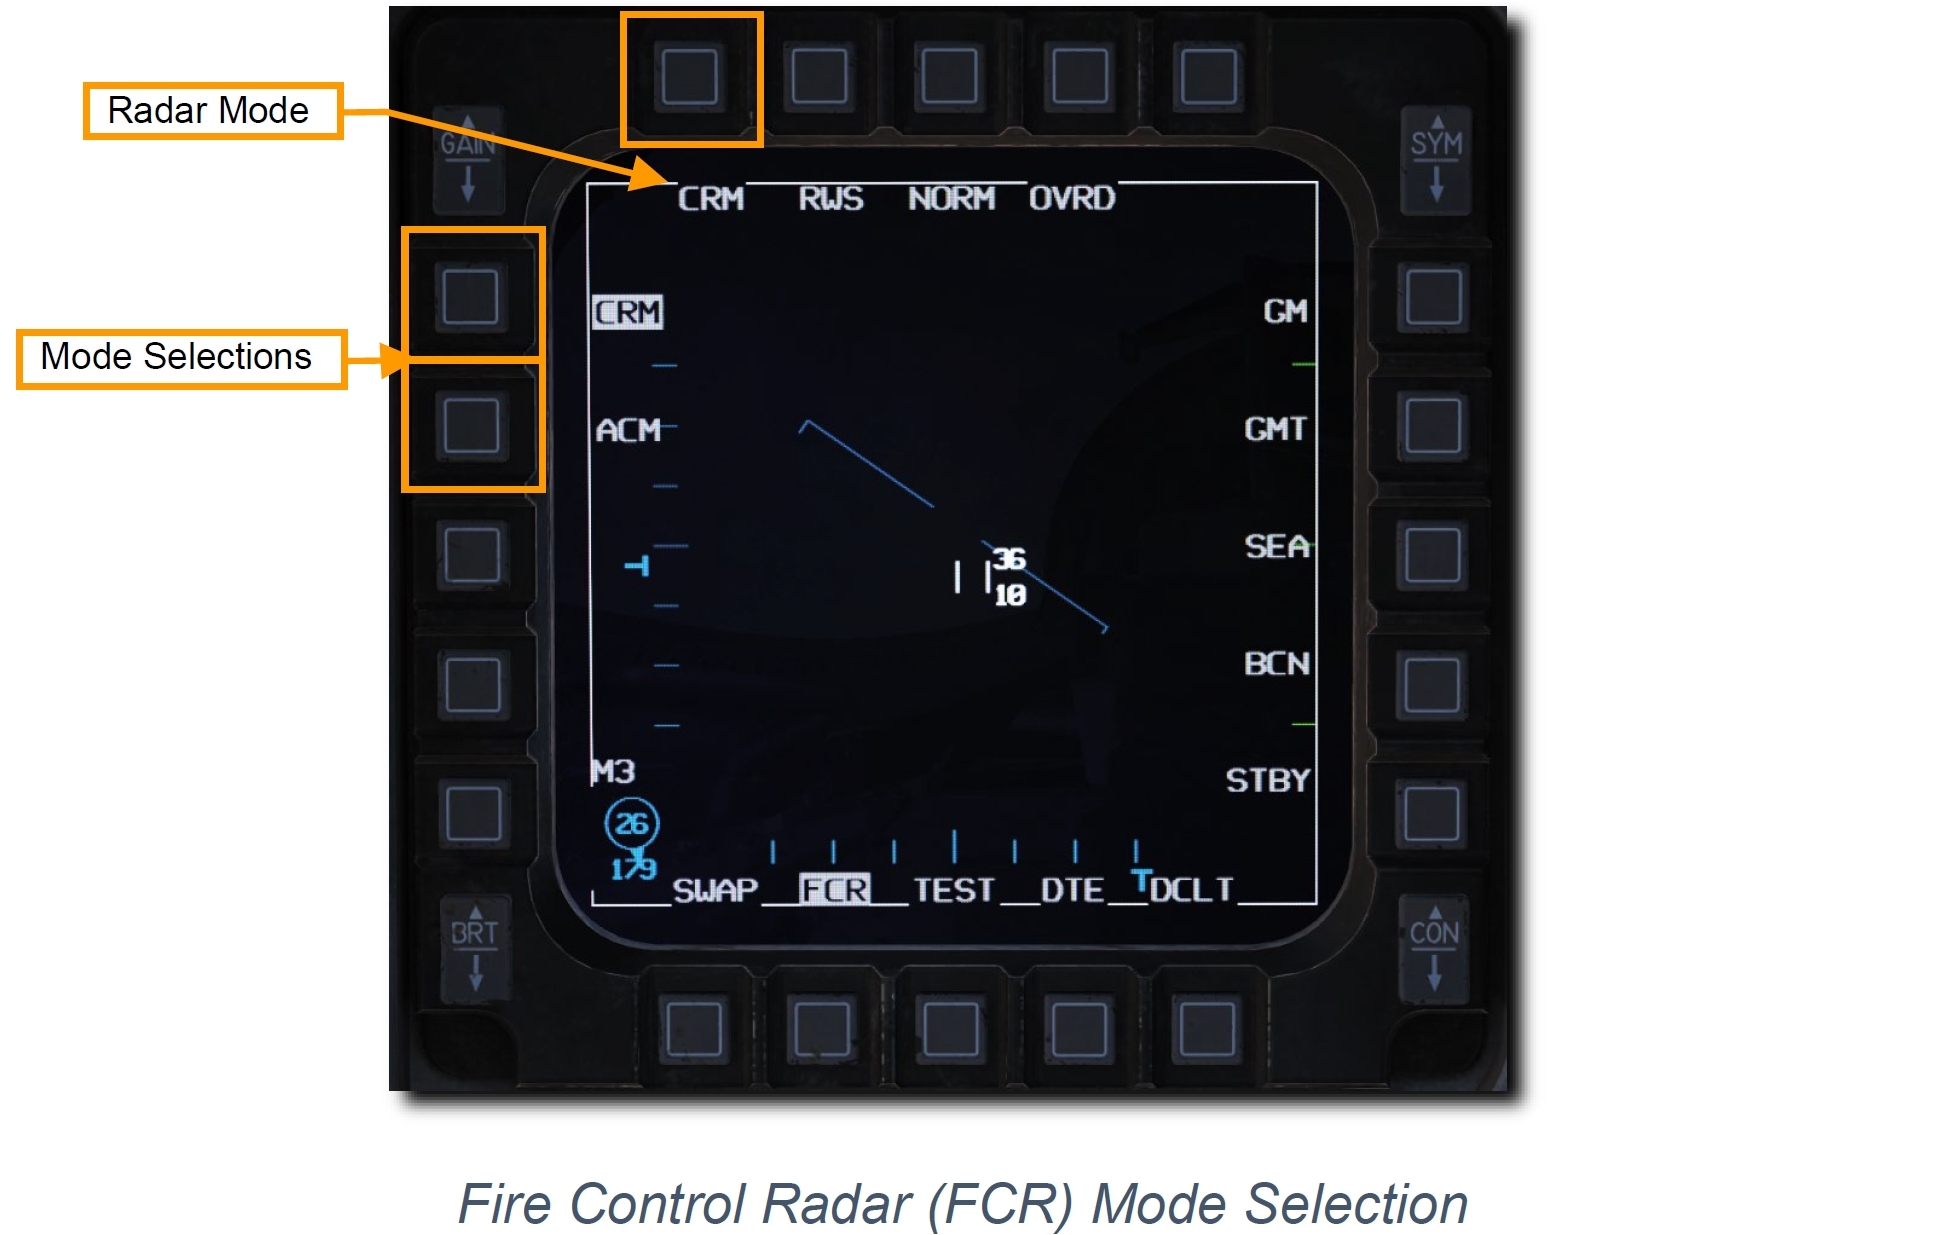 Radar Mode
GAIN
SYM
CRM RWS NORM OVRD
CRM
GM
Mode Selections
ACM
GMT
SEA
36
10
BCN
M3
STBY
26
179
SWAP FCR TEST DTE DCLT
BRT
CON
Fire Control Radar (FCR) Mode Selection